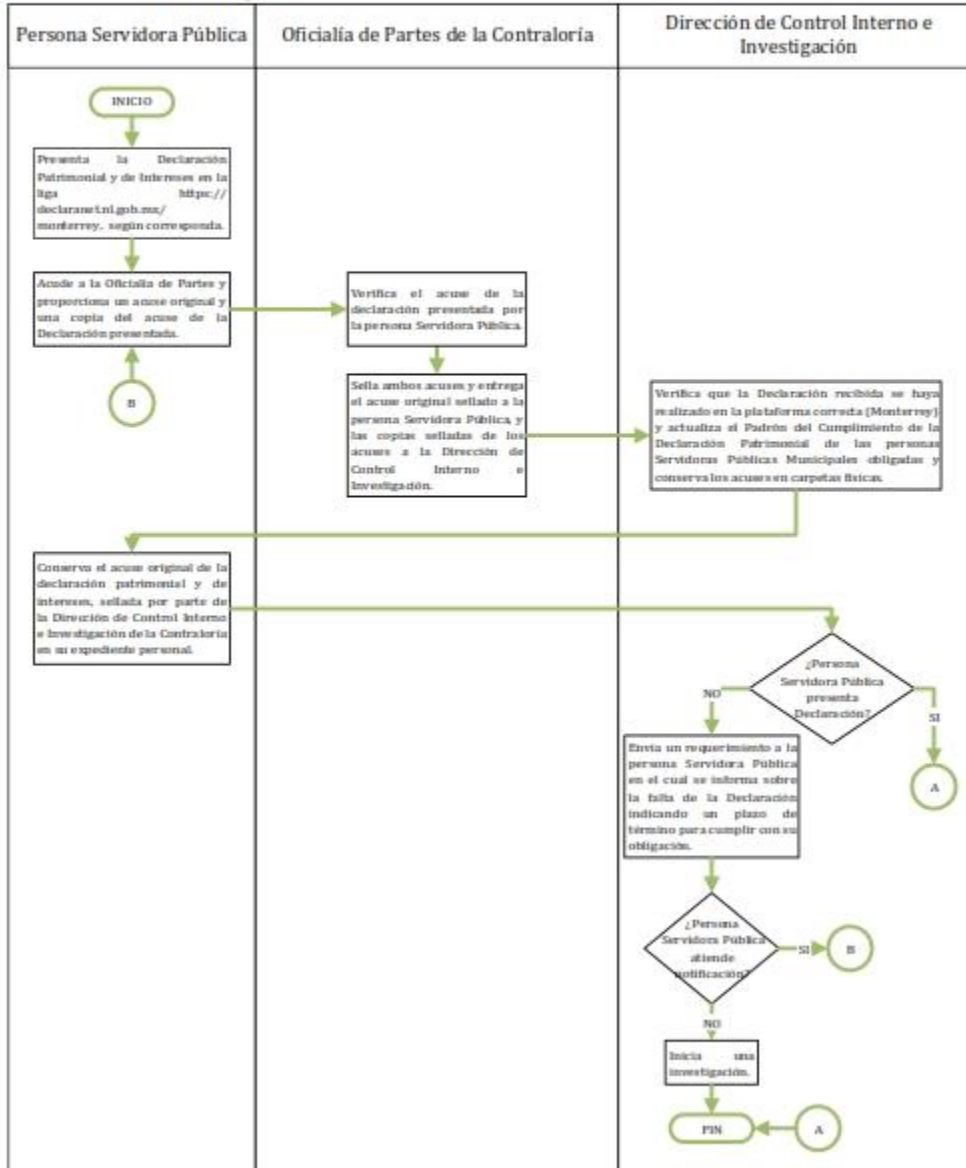 Persona Servidora Pública
Oficialía de Partes de la Contraloría
Dirección de Control Interno e
Investigación
INICIO
Presenta la Declaración
Patrimonial y de Intereses en la
liga https://
declaranet.nl.gob.mx/
monterrey, según corresponda.
Acude a la Oficialía de Partes y
proporciona un acuse original y
una copia del acuse de la
Declaración presentada.
B
Verifica el acuse de la
declaración presentada por
la persona Servidora Pública.
Sella ambos acuses y entrega
el acuse original sellado a la
persona Servidora Pública, y
las copias selladas de los
acuses a la Dirección de
Control Interno e
Investigación.
Verifica que la Declaración recibida se haya
realizado en la plataforma correcta (Monterrey)
y actualiza el Padrón del Cumplimiento de la
Declaración Patrimonial de las personas
Servidoras Públicas Municipales obligadas y
conserva los acuses en carpetas físicas.
Conserva el acuse original de la
declaración patrimonial y de
intereses, sellada por parte de
la Dirección de Control Interno
e Investigación de la Contraloría
en su expediente personal.
¿Persona
Servidora Pública
presenta
Declaración?
NO
SI
A
Envía un requerimiento a la
persona Servidora Pública
en el cual se informa sobre
la falta de la Declaración
indicando un plazo de
término para cumplir con su
obligación.
¿Persona
Servidora Pública
atiende
notificación?
SI
B
NO
Inicia una
investigación.
FIN
A